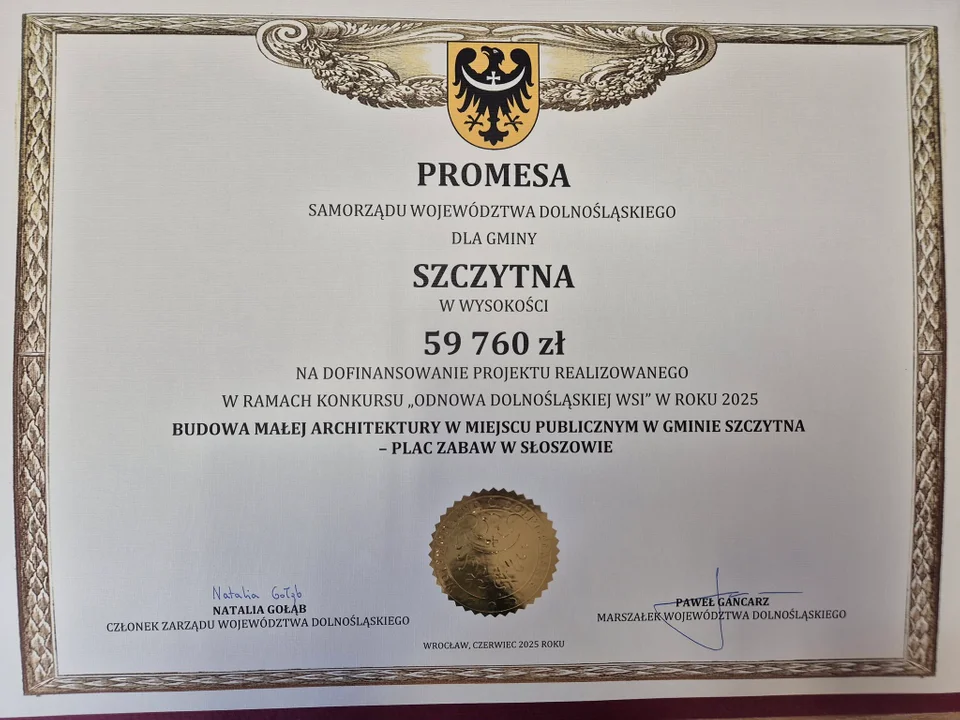 PROMESA
SAMORZĄDU WOJEWÓDZTWA DOLNOŚLĄSKIEGO
DLA GMINY
SZCZYTNA
W WYSOKOŚCI
59 760 zł
NA DOFINANSOWANIE PROJEKTU REALIZOWANEGO
W RAMACH KONKURSU „ODNOWA DOLNOŚLĄSKIEJ WSI” W ROKU 2025
BUDOWA MAŁEJ ARCHITEKTURY W MIEJSCU PUBLICZNYM W GMINIE SZCZYTNA
– PLAC ZABAW W SŁOSZOWIE
Natalia Gołąb
NATALIA GOŁĄB
CZŁONEK ZARZĄDU WOJEWÓDZTWA DOLNOŚLĄSKIEGO
PAWEŁ GANCARZ
MARSZAŁEK WOJEWÓDZTWA DOLNOŚLĄSKIEGO
WROCŁAW, CZERWIEC 2025 ROKU